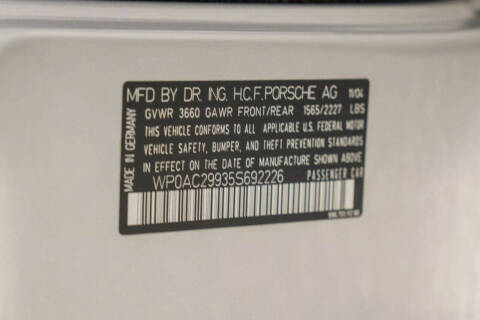 MFD BY DR. ING. H.C.F. PORSCHE AG 11/04
GVWR 3660 GAWR FRONT/REAR 1565/2227 LBS
THIS VEHICLE CONFORMS TO ALL APPLICABLE U.S. FEDERAL MOTOR
VEHICLE SAFETY, BUMPER, AND THEFT PREVENTION STANDARDS
IN EFFECT ON THE DATE OF MANUFACTURE SHOWN ABOVE
WP0AC29935S692226 PASSENGER CAR
MADE IN GERMANY